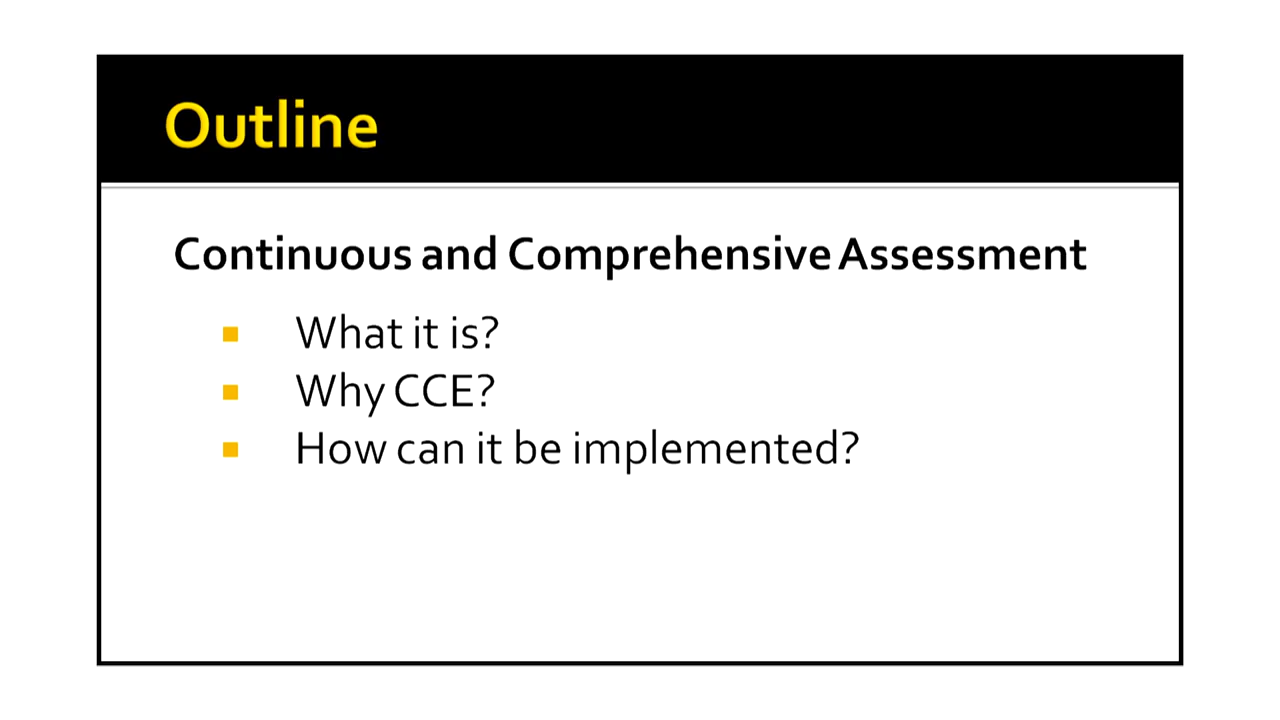 Outline
Continuous and Comprehensive Assessment
What it is?
Why CCE?
How can it be implemented?